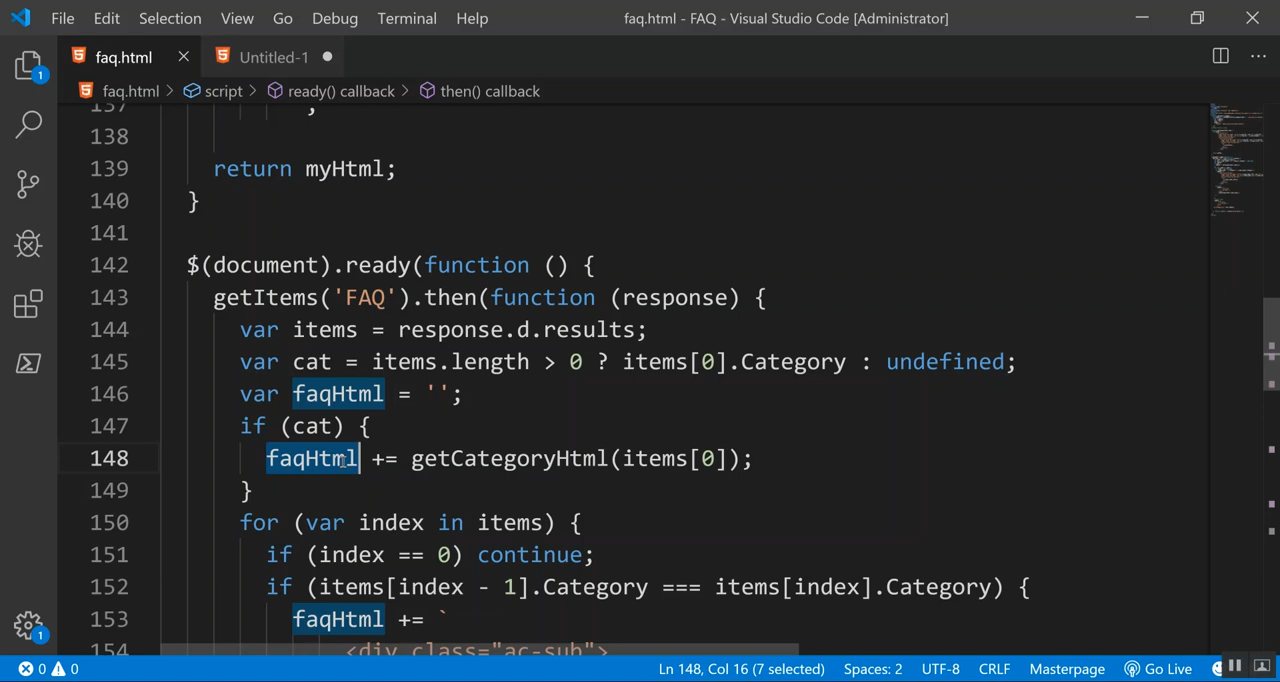 File Edit Selection View Go Debug Terminal Help faq.html - FAQ - Visual Studio Code [Administrator]
faq.html Untitled-1
faq.html > script > ready() callback > then() callback
1
137 ;
138
139 return myHtml;
140 }
141
142 $(document).ready(function () {
143 getItems('FAQ').then(function (response) {
144 var items = response.d.results;
145 var cat = items.length > 0 ? items[0].Category : undefined;
146 var faqHtml = '';
147 if (cat) {
148 faqHtml += getCategoryHtml(items[0]);
149 }
150 for (var index in items) {
151 if (index == 0) continue;
152 if (items[index - 1].Category === items[index].Category) {
153 faqHtml += `
154 <div class="ac-sub">
1
0 0 Ln 148, Col 16 (7 selected) Spaces: 2 UTF-8 CRLF Masterpage Go Live